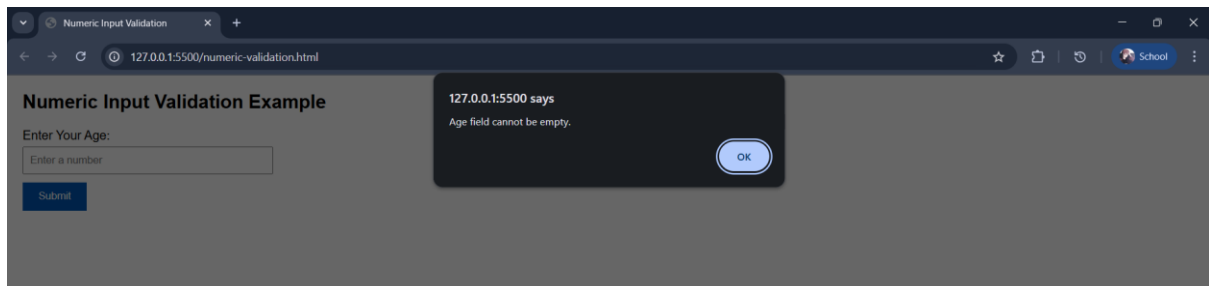 Numeric Input Validation
127.0.0.1:5500/numeric-validation.html
School
Numeric Input Validation Example
127.0.0.1:5500 says
Age field cannot be empty.
OK
Enter Your Age:
Enter a number
Submit